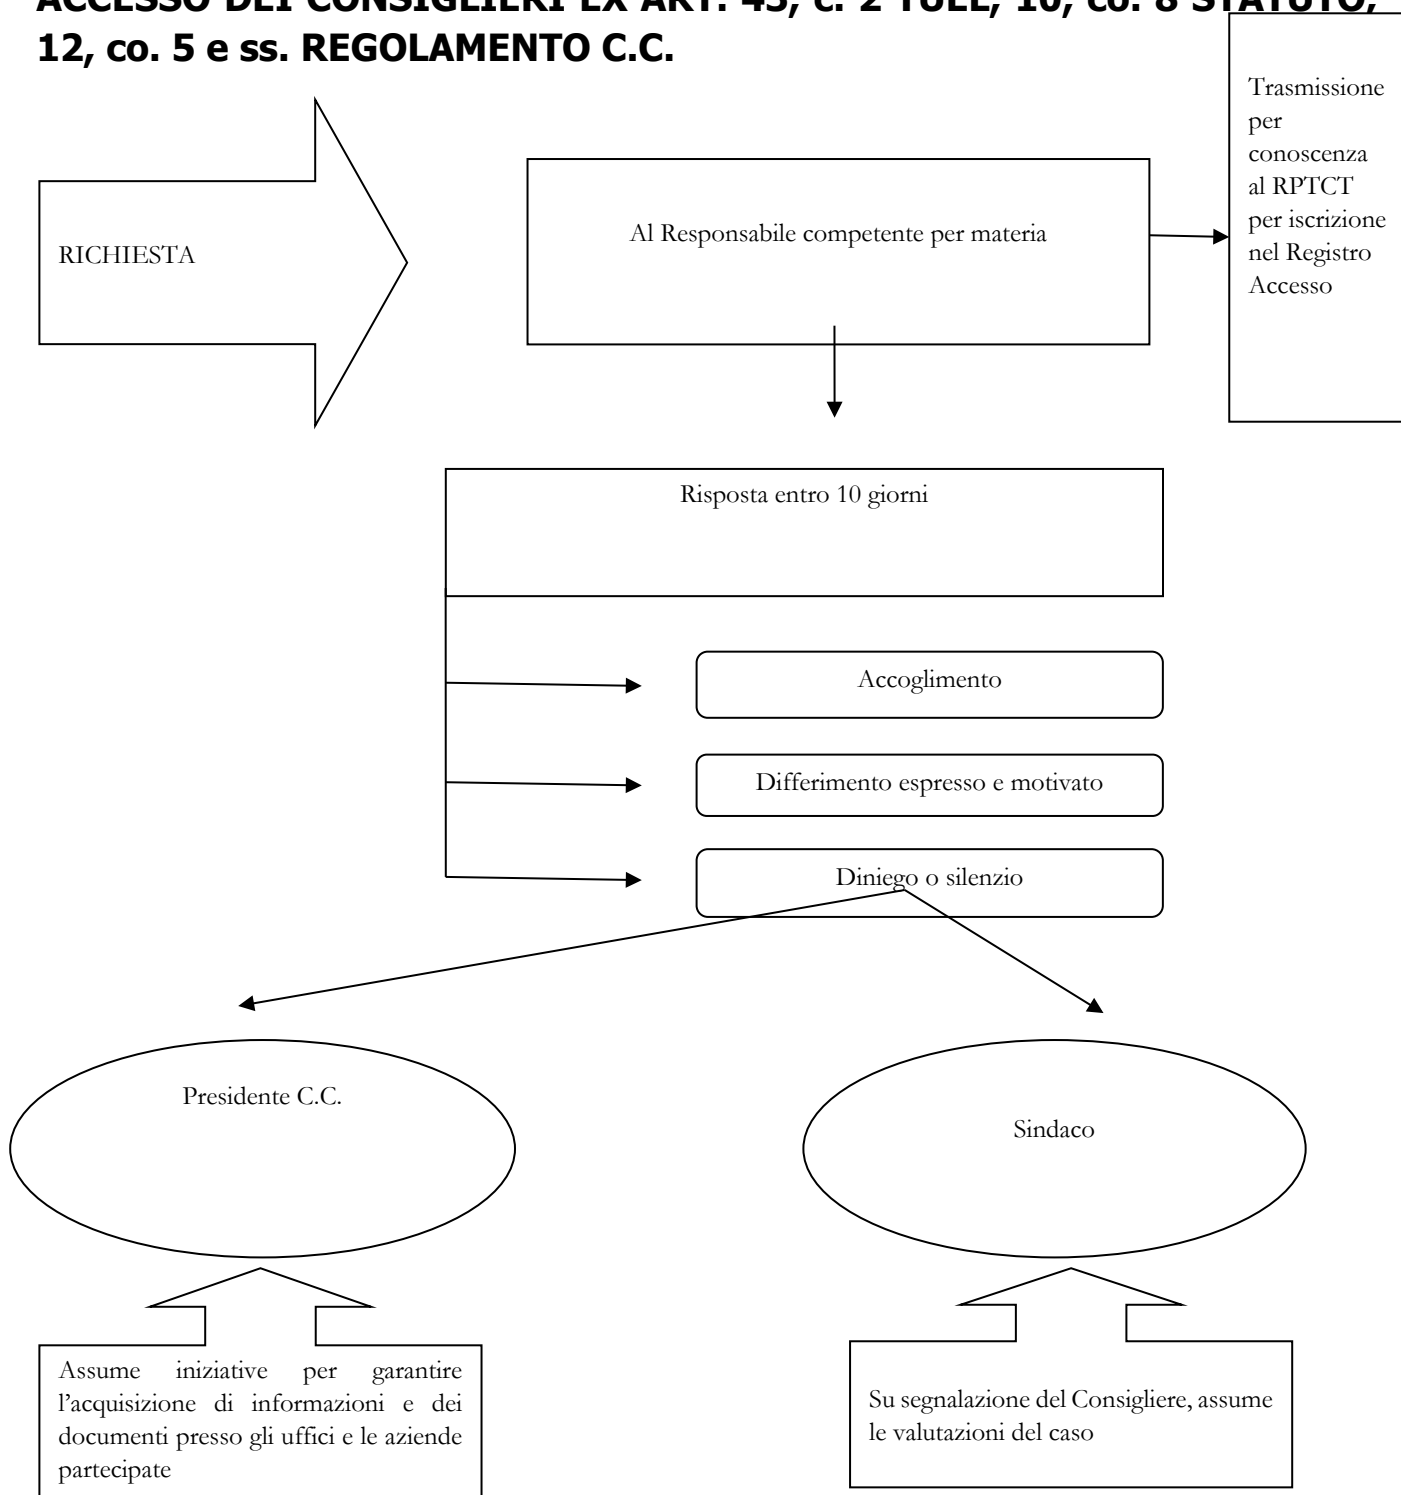 ACCESSO DEI CONSIGLIERI EX ART. 43, c. 2 TUEL, 10, co. 8 STATUTO,
12, co. 5 e ss. REGOLAMENTO C.C.
Trasmissione
per
conoscenza
al RPTCT
per iscrizione
nel Registro
Accesso
RICHIESTA
Al Responsabile competente per materia
Risposta entro 10 giorni
Accoglimento
Differimento espresso e motivato
Diniego o silenzio
Presidente C.C.
Sindaco
Assume iniziative per garantire
l’acquisizione di informazioni e dei
documenti presso gli uffici e le aziende
partecipate
Su segnalazione del Consigliere, assume
le valutazioni del caso